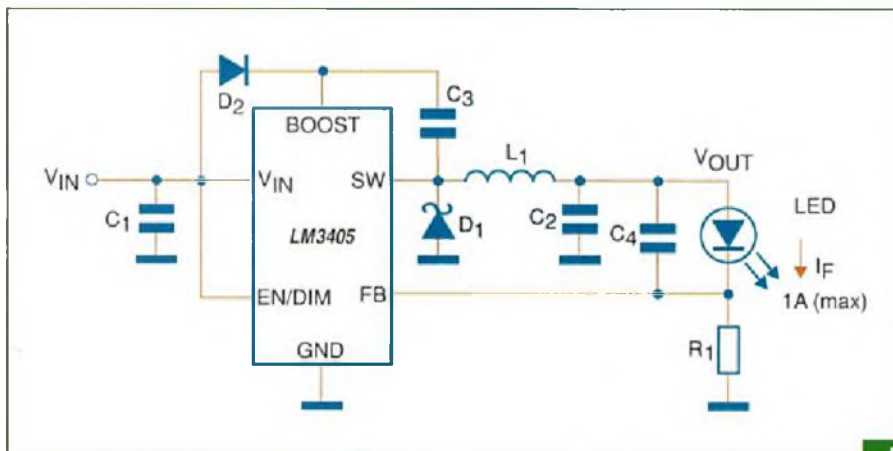 D2
C3
BOOST
L1
VOUT
VIN
VIN
SW
C1
LM3405
D1
C2
C4
LED
IF
1A (max)
EN/DIM
FB
GND
R1